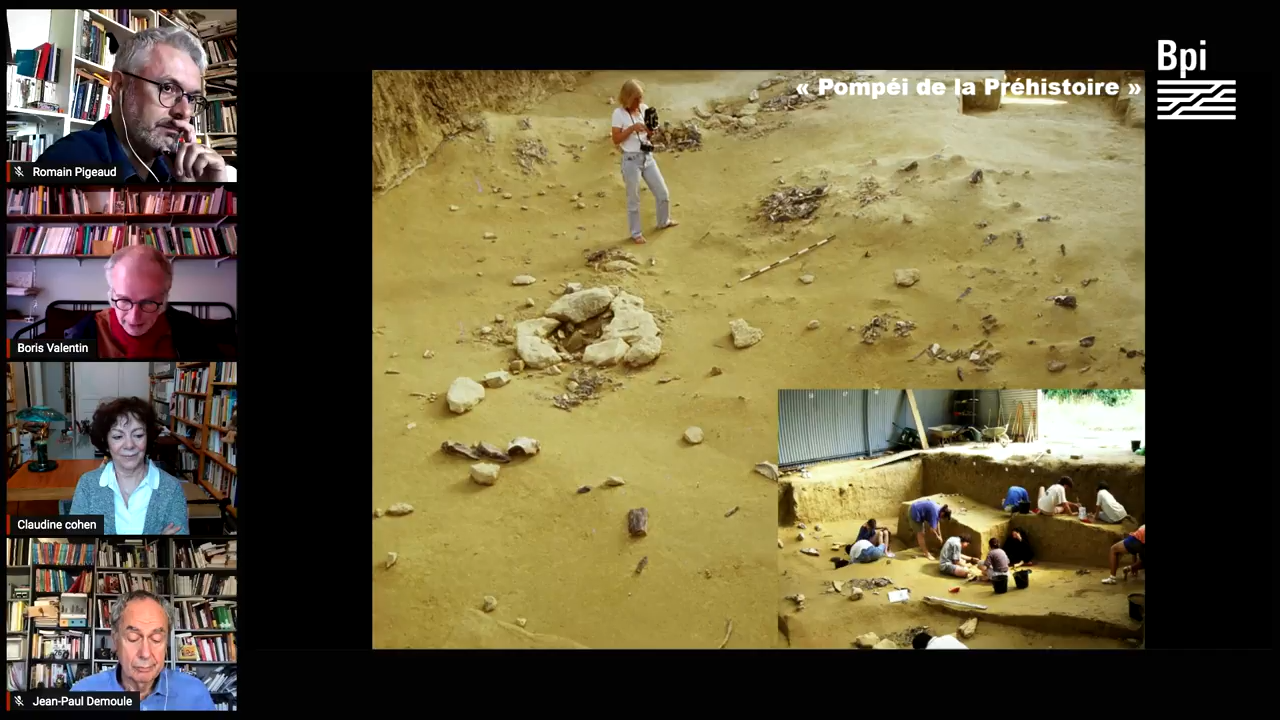 Romain Pigeaud
Boris Valentin
Claudine cohen
Jean-Paul Demoule
« Pompéi de la Préhistoire »
Bpi